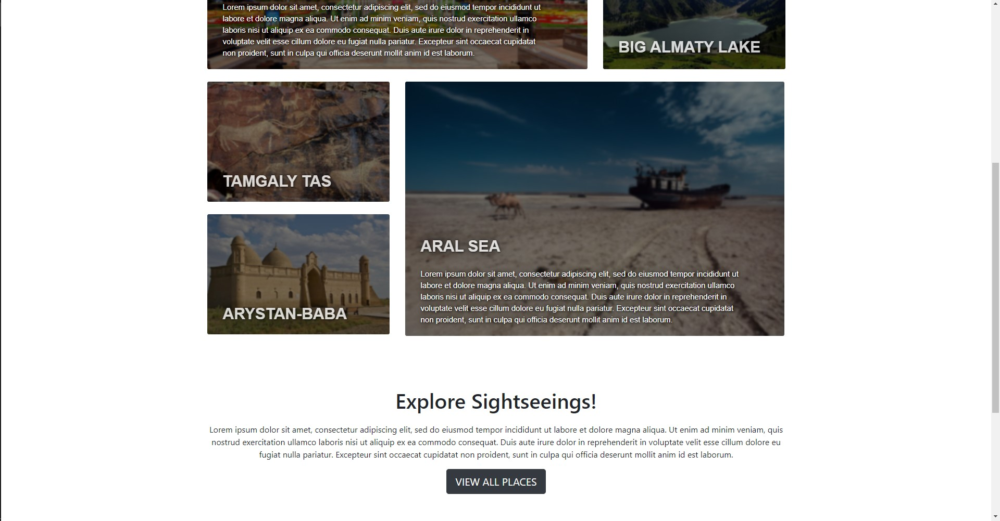 Lorem ipsum dolor sit amet, consectetur adipiscing elit, sed do eiusmod tempor incididunt ut
labore et dolore magna aliqua. Ut enim ad minim veniam, quis nostrud exercitation ullamco
laboris nisi ut aliquip ex ea commodo consequat. Duis aute irure dolor in reprehenderit in
voluptate velit esse cillum dolore eu fugiat nulla pariatur. Excepteur sint occaecat cupidatat
non proident, sunt in culpa qui officia deserunt mollit anim id est laborum.
BIG ALMATY LAKE
TAMGALY TAS
ARYSTAN-BABA
ARAL SEA
Lorem ipsum dolor sit amet, consectetur adipiscing elit, sed do eiusmod tempor incididunt ut
labore et dolore magna aliqua. Ut enim ad minim veniam, quis nostrud exercitation ullamco
laboris nisi ut aliquip ex ea commodo consequat. Duis aute irure dolor in reprehenderit in
voluptate velit esse cillum dolore eu fugiat nulla pariatur. Excepteur sint occaecat cupidatat
non proident, sunt in culpa qui officia deserunt mollit anim id est laborum.
Explore Sightseeings!
Lorem ipsum dolor sit amet, consectetur adipiscing elit, sed do eiusmod tempor incididunt ut labore et dolore magna aliqua. Ut enim ad minim veniam, quis
nostrud exercitation ullamco laboris nisi ut aliquip ex ea commodo consequat. Duis aute irure dolor in reprehenderit in voluptate velit esse cillum dolore eu
fugiat nulla pariatur. Excepteur sint occaecat cupidatat non proident, sunt in culpa qui officia deserunt mollit anim id est laborum.
VIEW ALL PLACES